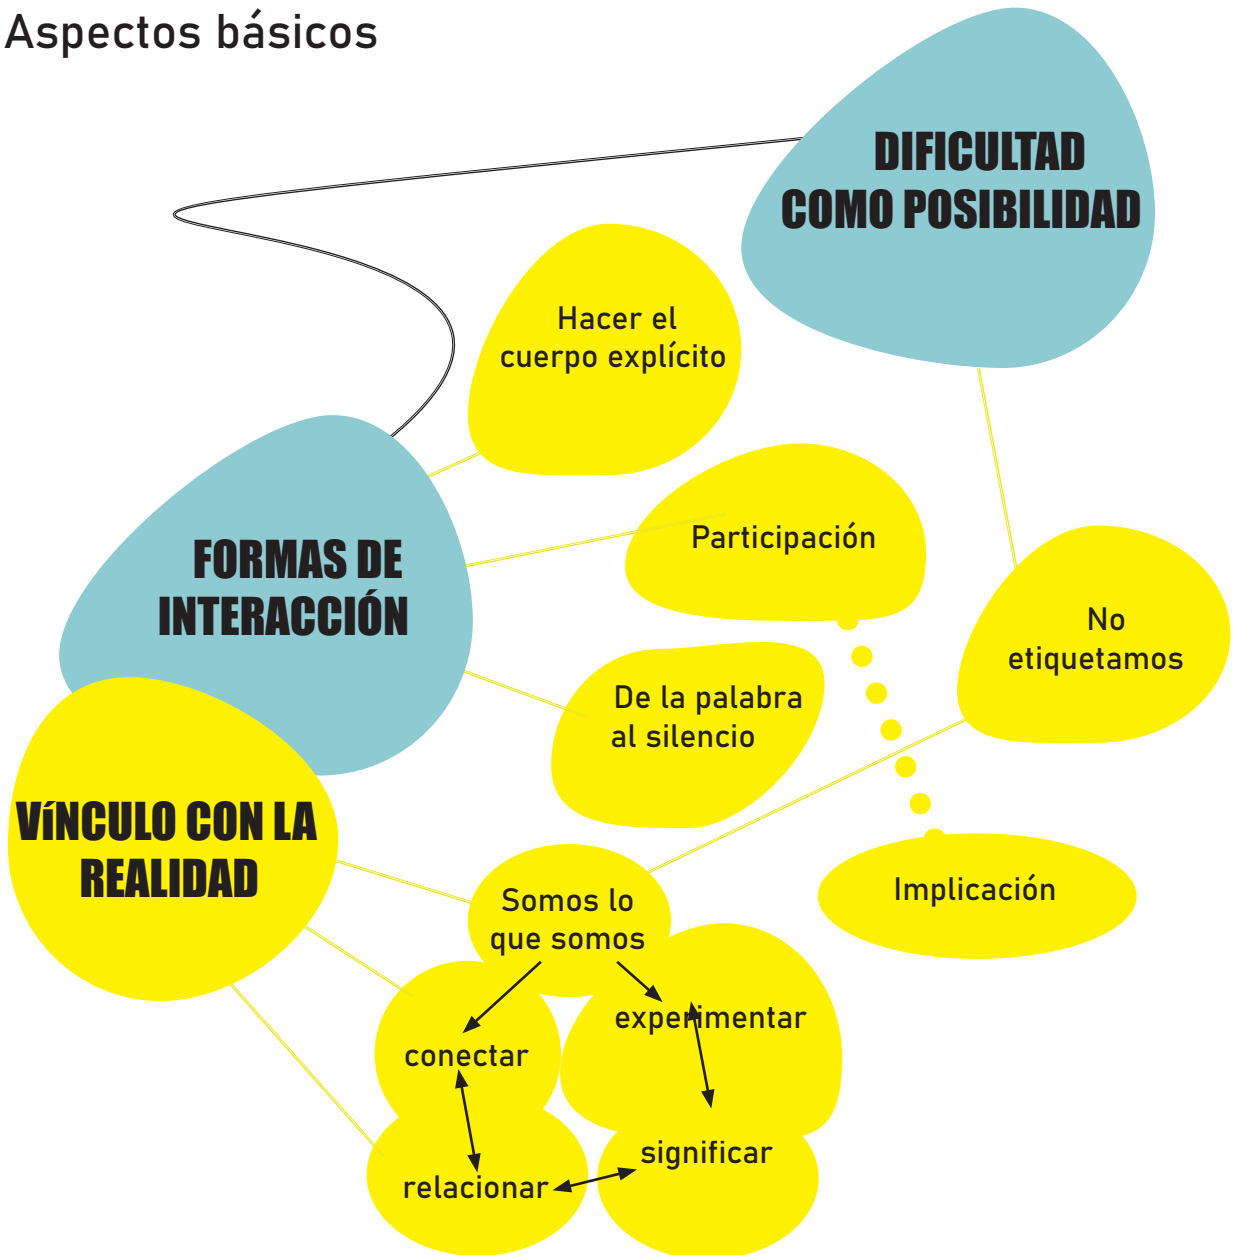 Aspectos básicos
DIFICULTAD
COMO POSIBILIDAD
Hacer el
cuerpo explícito
Participación
FORMAS DE
INTERACCIÓN
No
etiquetamos
De la palabra
al silencio
VíNCULO CON LA
REALIDAD
Implicación
Somos lo
que somos
experimentar
conectar
significar
relacionar